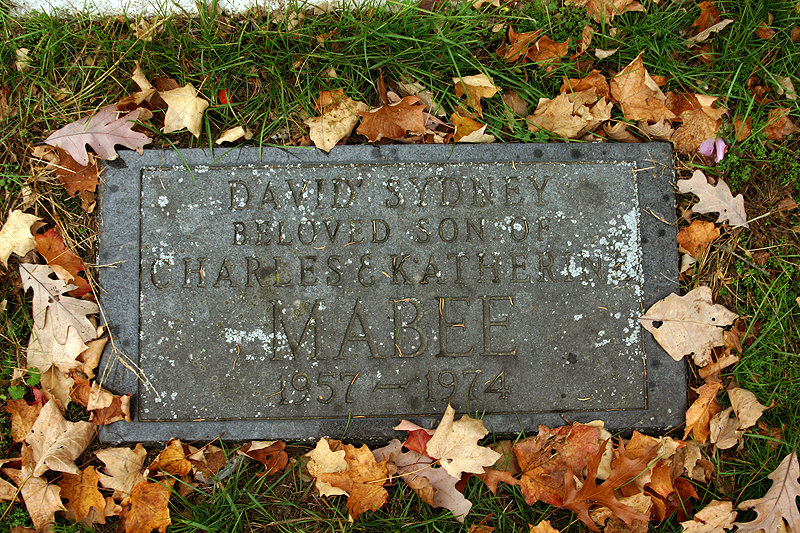 DAVID SYDNEY
BELOVED SON OF
CHARLES & KATHERINE
MABEE
1957 — 1974